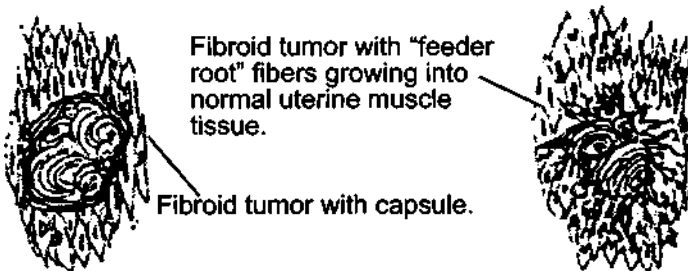 Fibroid tumor with “feeder
root” fibers growing into
normal uterine muscle
tissue.
Fibroid tumor with capsule.